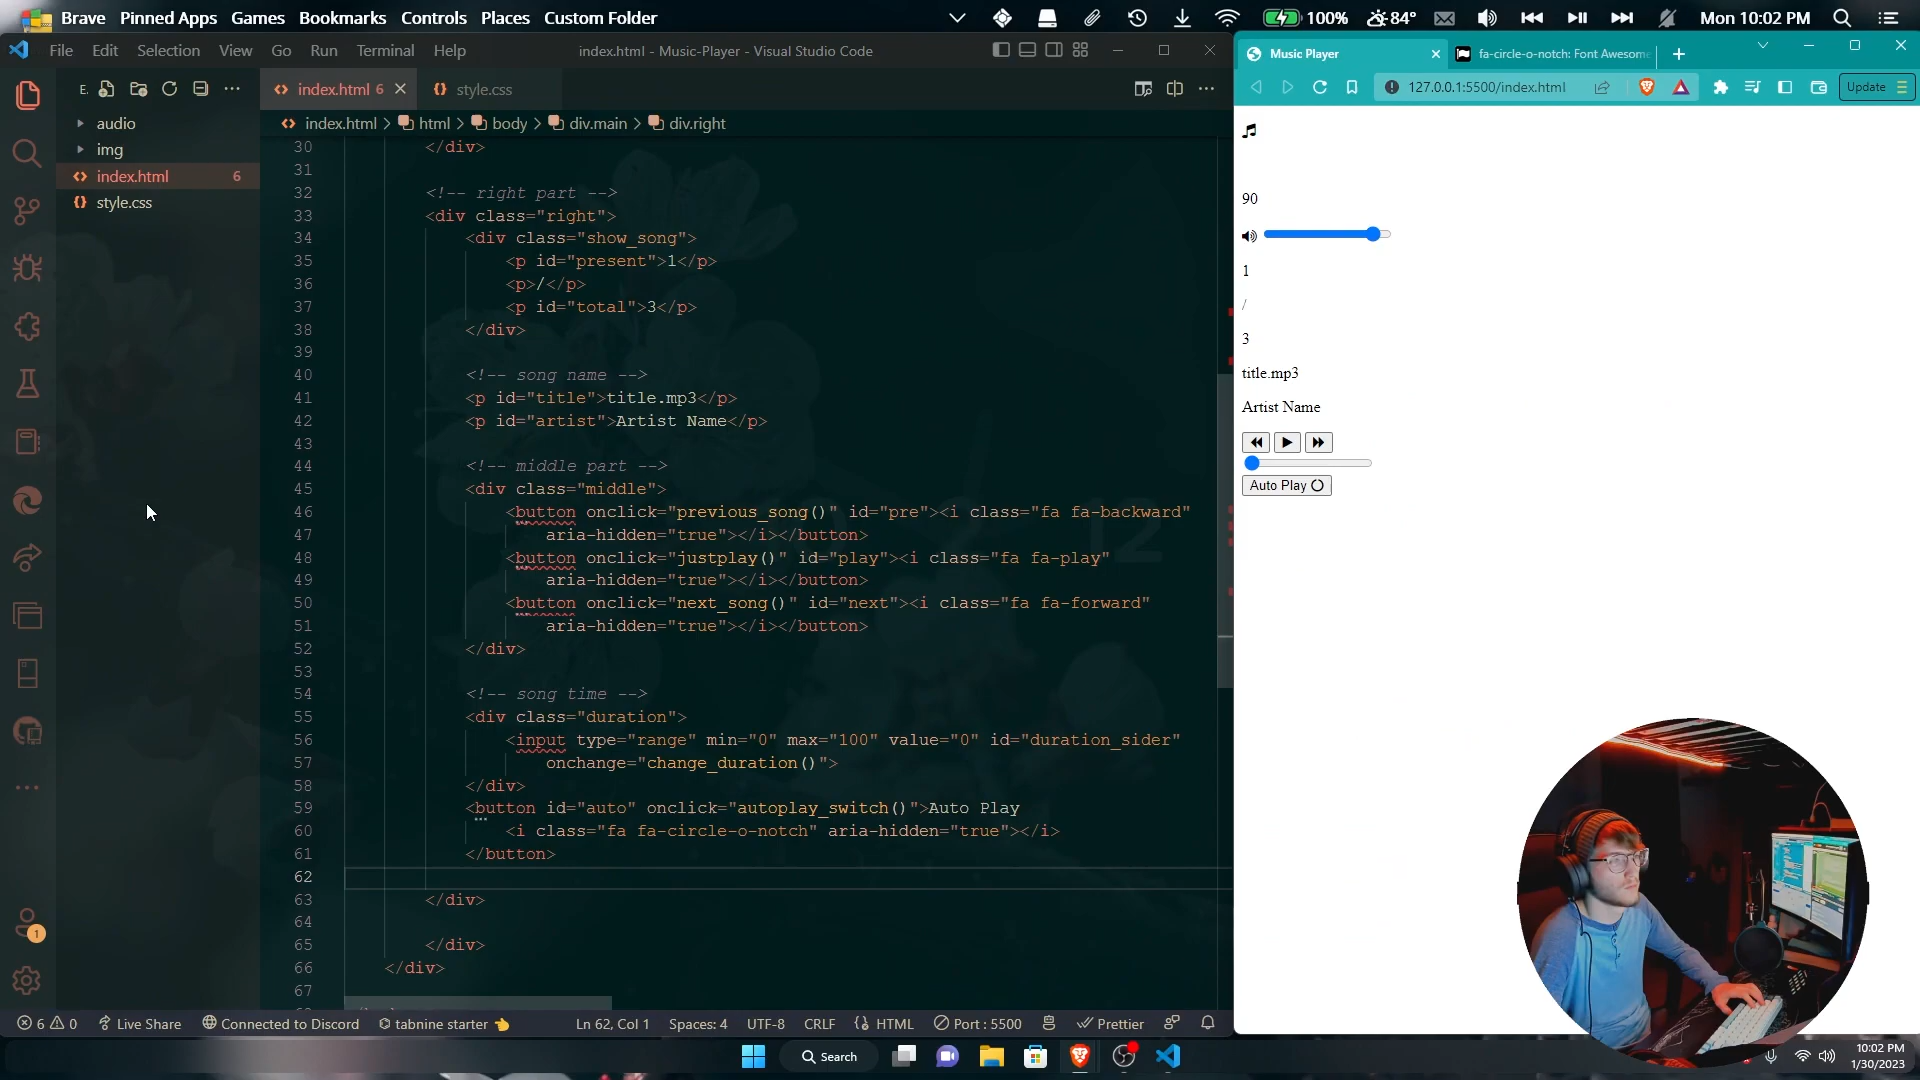 Brave Pinned Apps Games Bookmarks Controls Places Custom Folder
100% 84° Mon 10:02 PM
File Edit Selection View Go Run Terminal Help
index.html - Music-Player - Visual Studio Code
E.
audio
img
index.html 6
style.css
index.html 6
style.css
index.html > html > body > div.main > div.right
30 </div>
31
32 <!-- right part -->
33 <div class="right">
34 <div class="show_song">
35 <p id="present">1</p>
36 <p>/</p>
37 <p id="total">3</p>
38 </div>
39
40 <!-- song name -->
41 <p id="title">title.mp3</p>
42 <p id="artist">Artist Name</p>
43
44 <!-- middle part -->
45 <div class="middle">
46 <button onclick="previous_song()" id="pre"><i class="fa fa-backward"
47 aria-hidden="true"></i></button>
48 <button onclick="justplay()" id="play"><i class="fa fa-play"
49 aria-hidden="true"></i></button>
50 <button onclick="next_song()" id="next"><i class="fa fa-forward"
51 aria-hidden="true"></i></button>
52 </div>
53
54 <!-- song time -->
55 <div class="duration">
56 <input type="range" min="0" max="100" value="0" id="duration_sider"
57 onchange="change_duration()">
58 </div>
59 <button id="auto" onclick="autoplay_switch()">Auto Play
60 <i class="fa fa-circle-o-notch" aria-hidden="true"></i>
61 </button>
62
63 </div>
64
65 </div>
66 </div>
67
1
6 0 Live Share Connected to Discord tabnine starter Ln 62, Col 1 Spaces: 4 UTF-8 CRLF HTML Port : 5500 Prettier
Music Player
fa-circle-o-notch: Font Awesome
127.0.0.1:5500/index.html
Update
90
1
/
3
title.mp3
Artist Name
Auto Play
Search
10:02 PM
1/30/2023